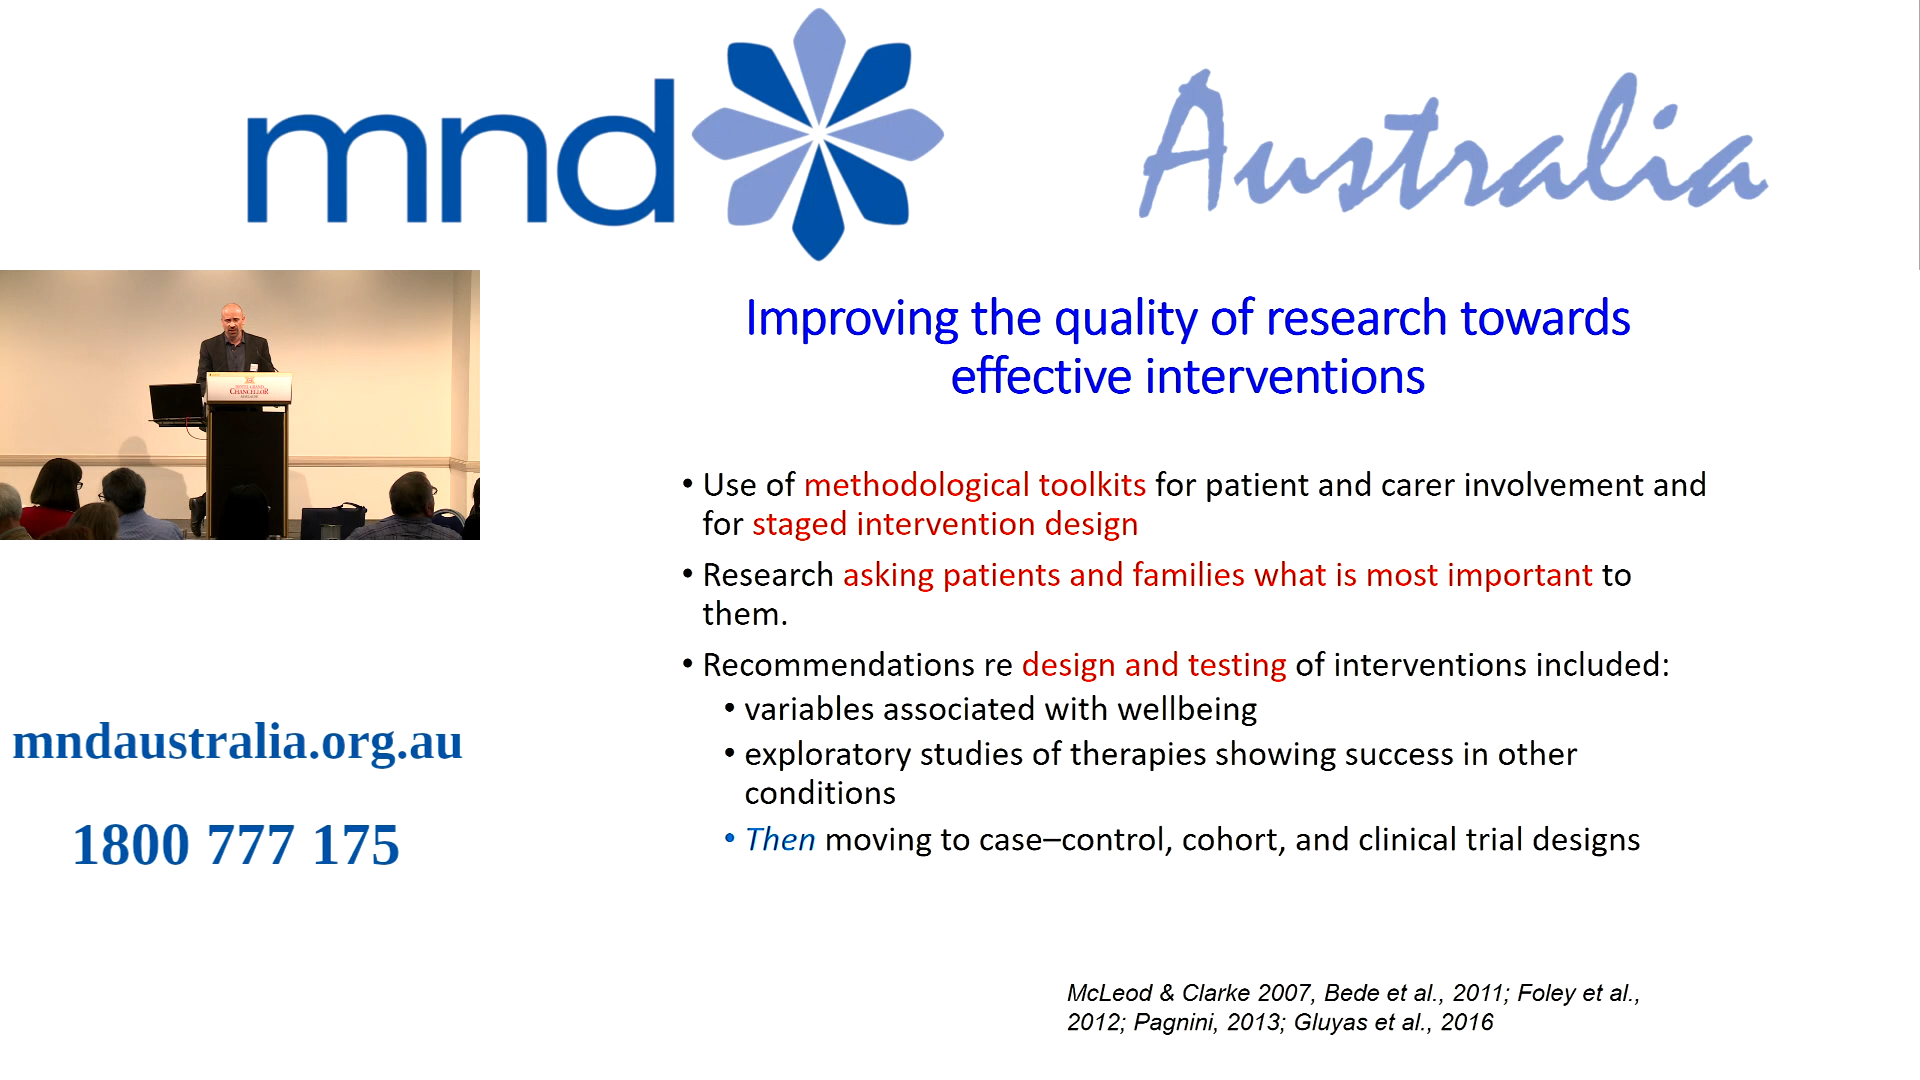 mnd Australia
Improving the quality of research towards
effective interventions
• Use of methodological toolkits for patient and carer involvement and
for staged intervention design
• Research asking patients and families what is most important to
them.
• Recommendations re design and testing of interventions included:
• variables associated with wellbeing
• exploratory studies of therapies showing success in other
conditions
• Then moving to case–control, cohort, and clinical trial designs
McLeod & Clarke 2007, Bede et al., 2011; Foley et al.,
2012; Pagnini, 2013; Gluyas et al., 2016
CHANCELLOR
mndaustralia.org.au
1800 777 175